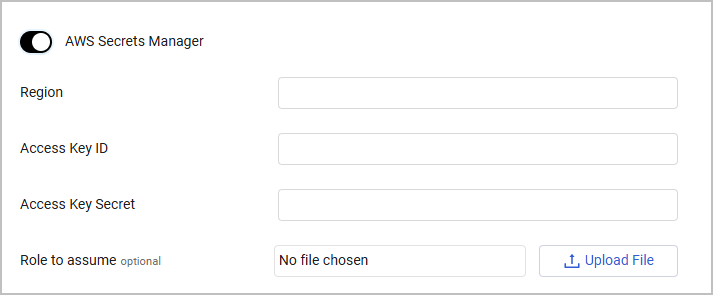 AWS Secrets Manager
Region
Access Key ID
Access Key Secret
Role to assume optional No file chosen Upload File